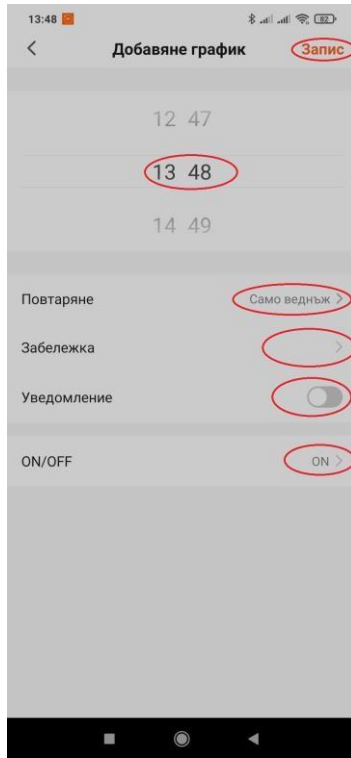 13:48 82
Добавяне график Запис
12 47
13 48
14 49
Повтаряне Само веднъж
Забележка
Уведомление
ON/OFF ON